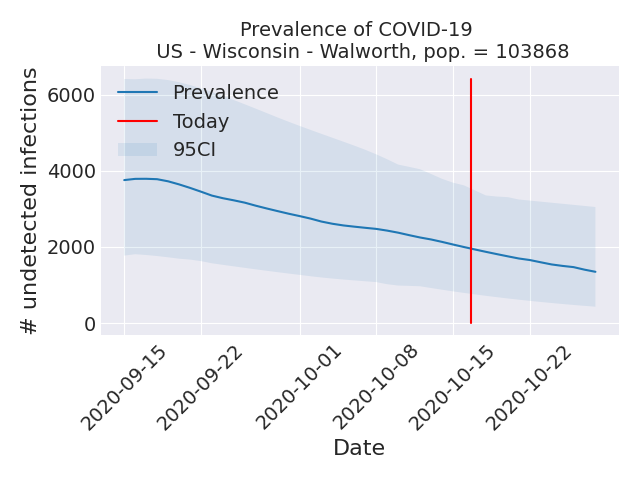 Prevalence of COVID-19
US - Wisconsin - Walworth, pop. = 103868
# undetected infections
6000
4000
2000
0
Prevalence
Today
95CI
2020-09-15
2020-09-22
2020-10-01
2020-10-08
2020-10-15
2020-10-22
Date